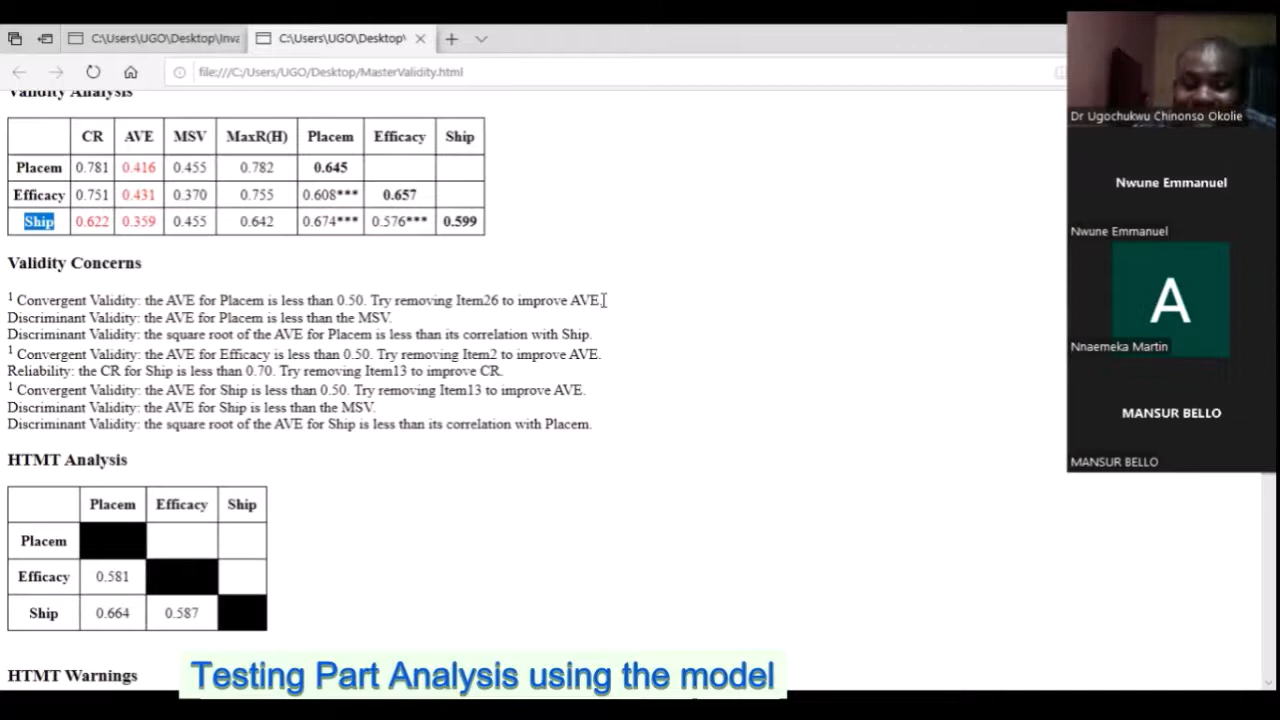 C:\Users\UGO\Desktop\Inva
C:\Users\UGO\Desktop\
file:///C:/Users/UGO/Desktop/MasterValidity.html
Validity Analysis
CR AVE MSV MaxR(H) Placem Efficacy Ship
Placem 0.781 0.416 0.455 0.782 0.645
Efficacy 0.751 0.431 0.370 0.755 0.608*** 0.657
Ship 0.622 0.359 0.455 0.642 0.674*** 0.576*** 0.599
Validity Concerns
1 Convergent Validity: the AVE for Placem is less than 0.50. Try removing Item26 to improve AVE.
Discriminant Validity: the AVE for Placem is less than the MSV.
Discriminant Validity: the square root of the AVE for Placem is less than its correlation with Ship.
1 Convergent Validity: the AVE for Efficacy is less than 0.50. Try removing Item2 to improve AVE.
Reliability: the CR for Ship is less than 0.70. Try removing Item13 to improve CR.
1 Convergent Validity: the AVE for Ship is less than 0.50. Try removing Item13 to improve AVE.
Discriminant Validity: the AVE for Ship is less than the MSV.
Discriminant Validity: the square root of the AVE for Ship is less than its correlation with Placem.
HTMT Analysis
Placem Efficacy Ship
Placem
Efficacy 0.581
Ship 0.664 0.587
HTMT Warnings
Testing Part Analysis using the model
Dr Ugochukwu Chinonso Okolie
Nwune Emmanuel
Nwune Emmanuel
A
Nnaemeka Martin
MANSUR BELLO
MANSUR BELLO